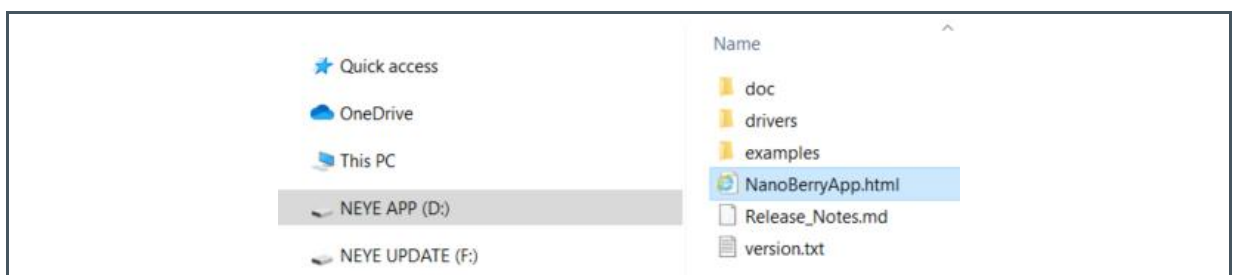 Quick access
OneDrive
This PC
NEYE APP (D:)
NEYE UPDATE (F:)
Name
doc
drivers
examples
NanoBerryApp.html
Release_Notes.md
version.txt